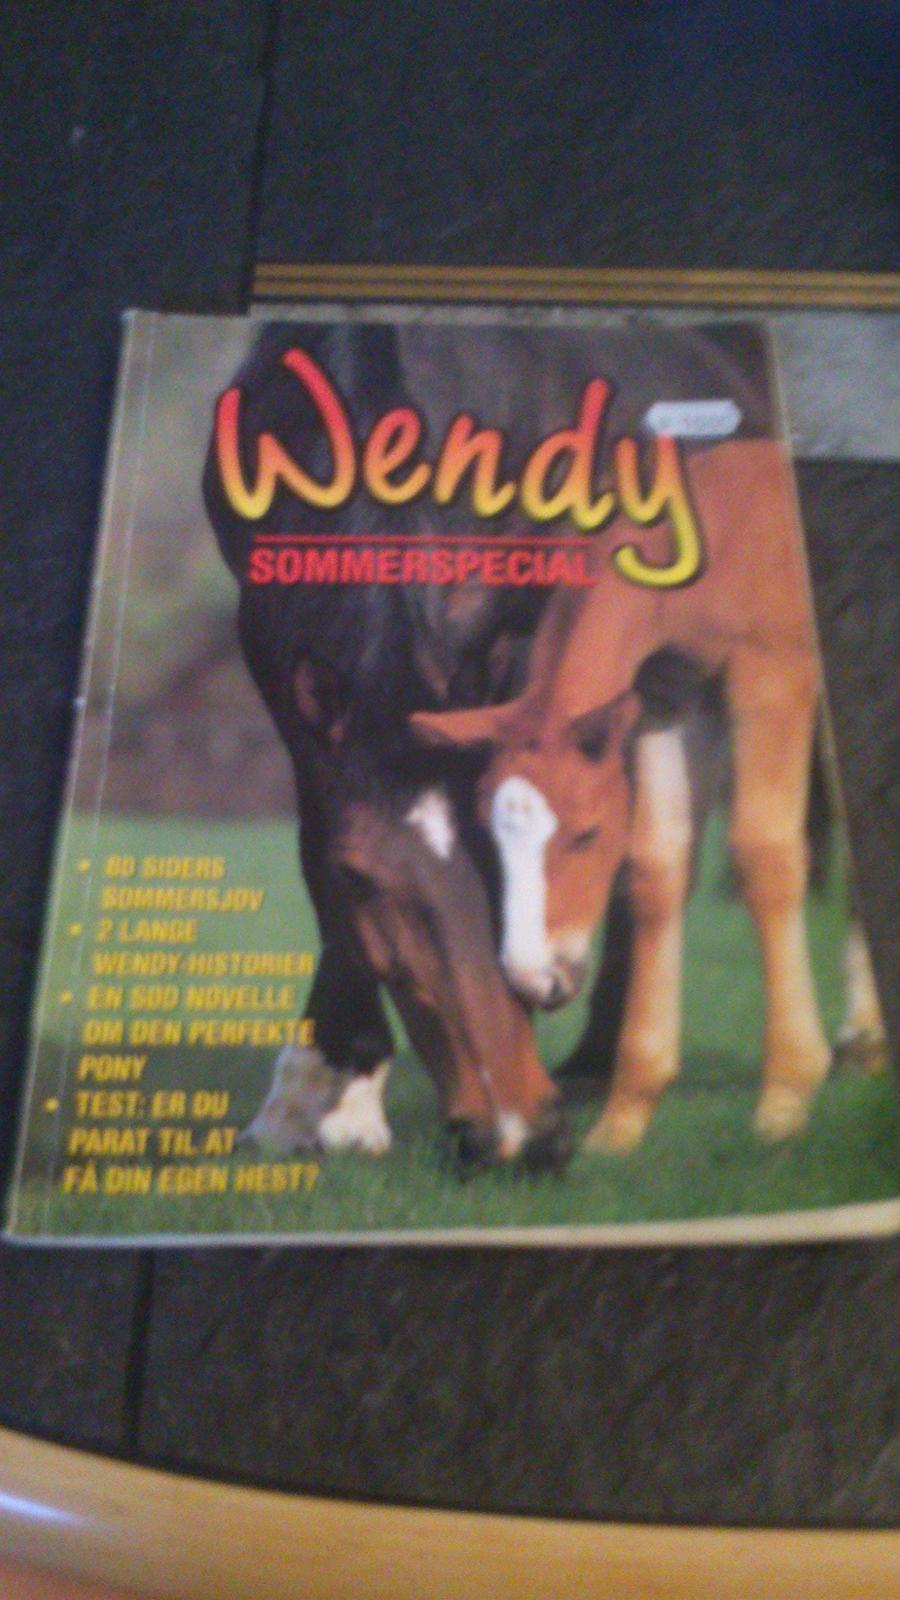 Wendy
SOMMERSPECIAL
• 80 SIDERS
SOMMERSJOV
• 2 LANGE
WENDY-HISTORIER
• EN SØD NOVELLE
OM DEN PERFEKTE
PONY
• TEST: ER DU
PARAT TIL AT
FÅ DIN EGEN HEST?